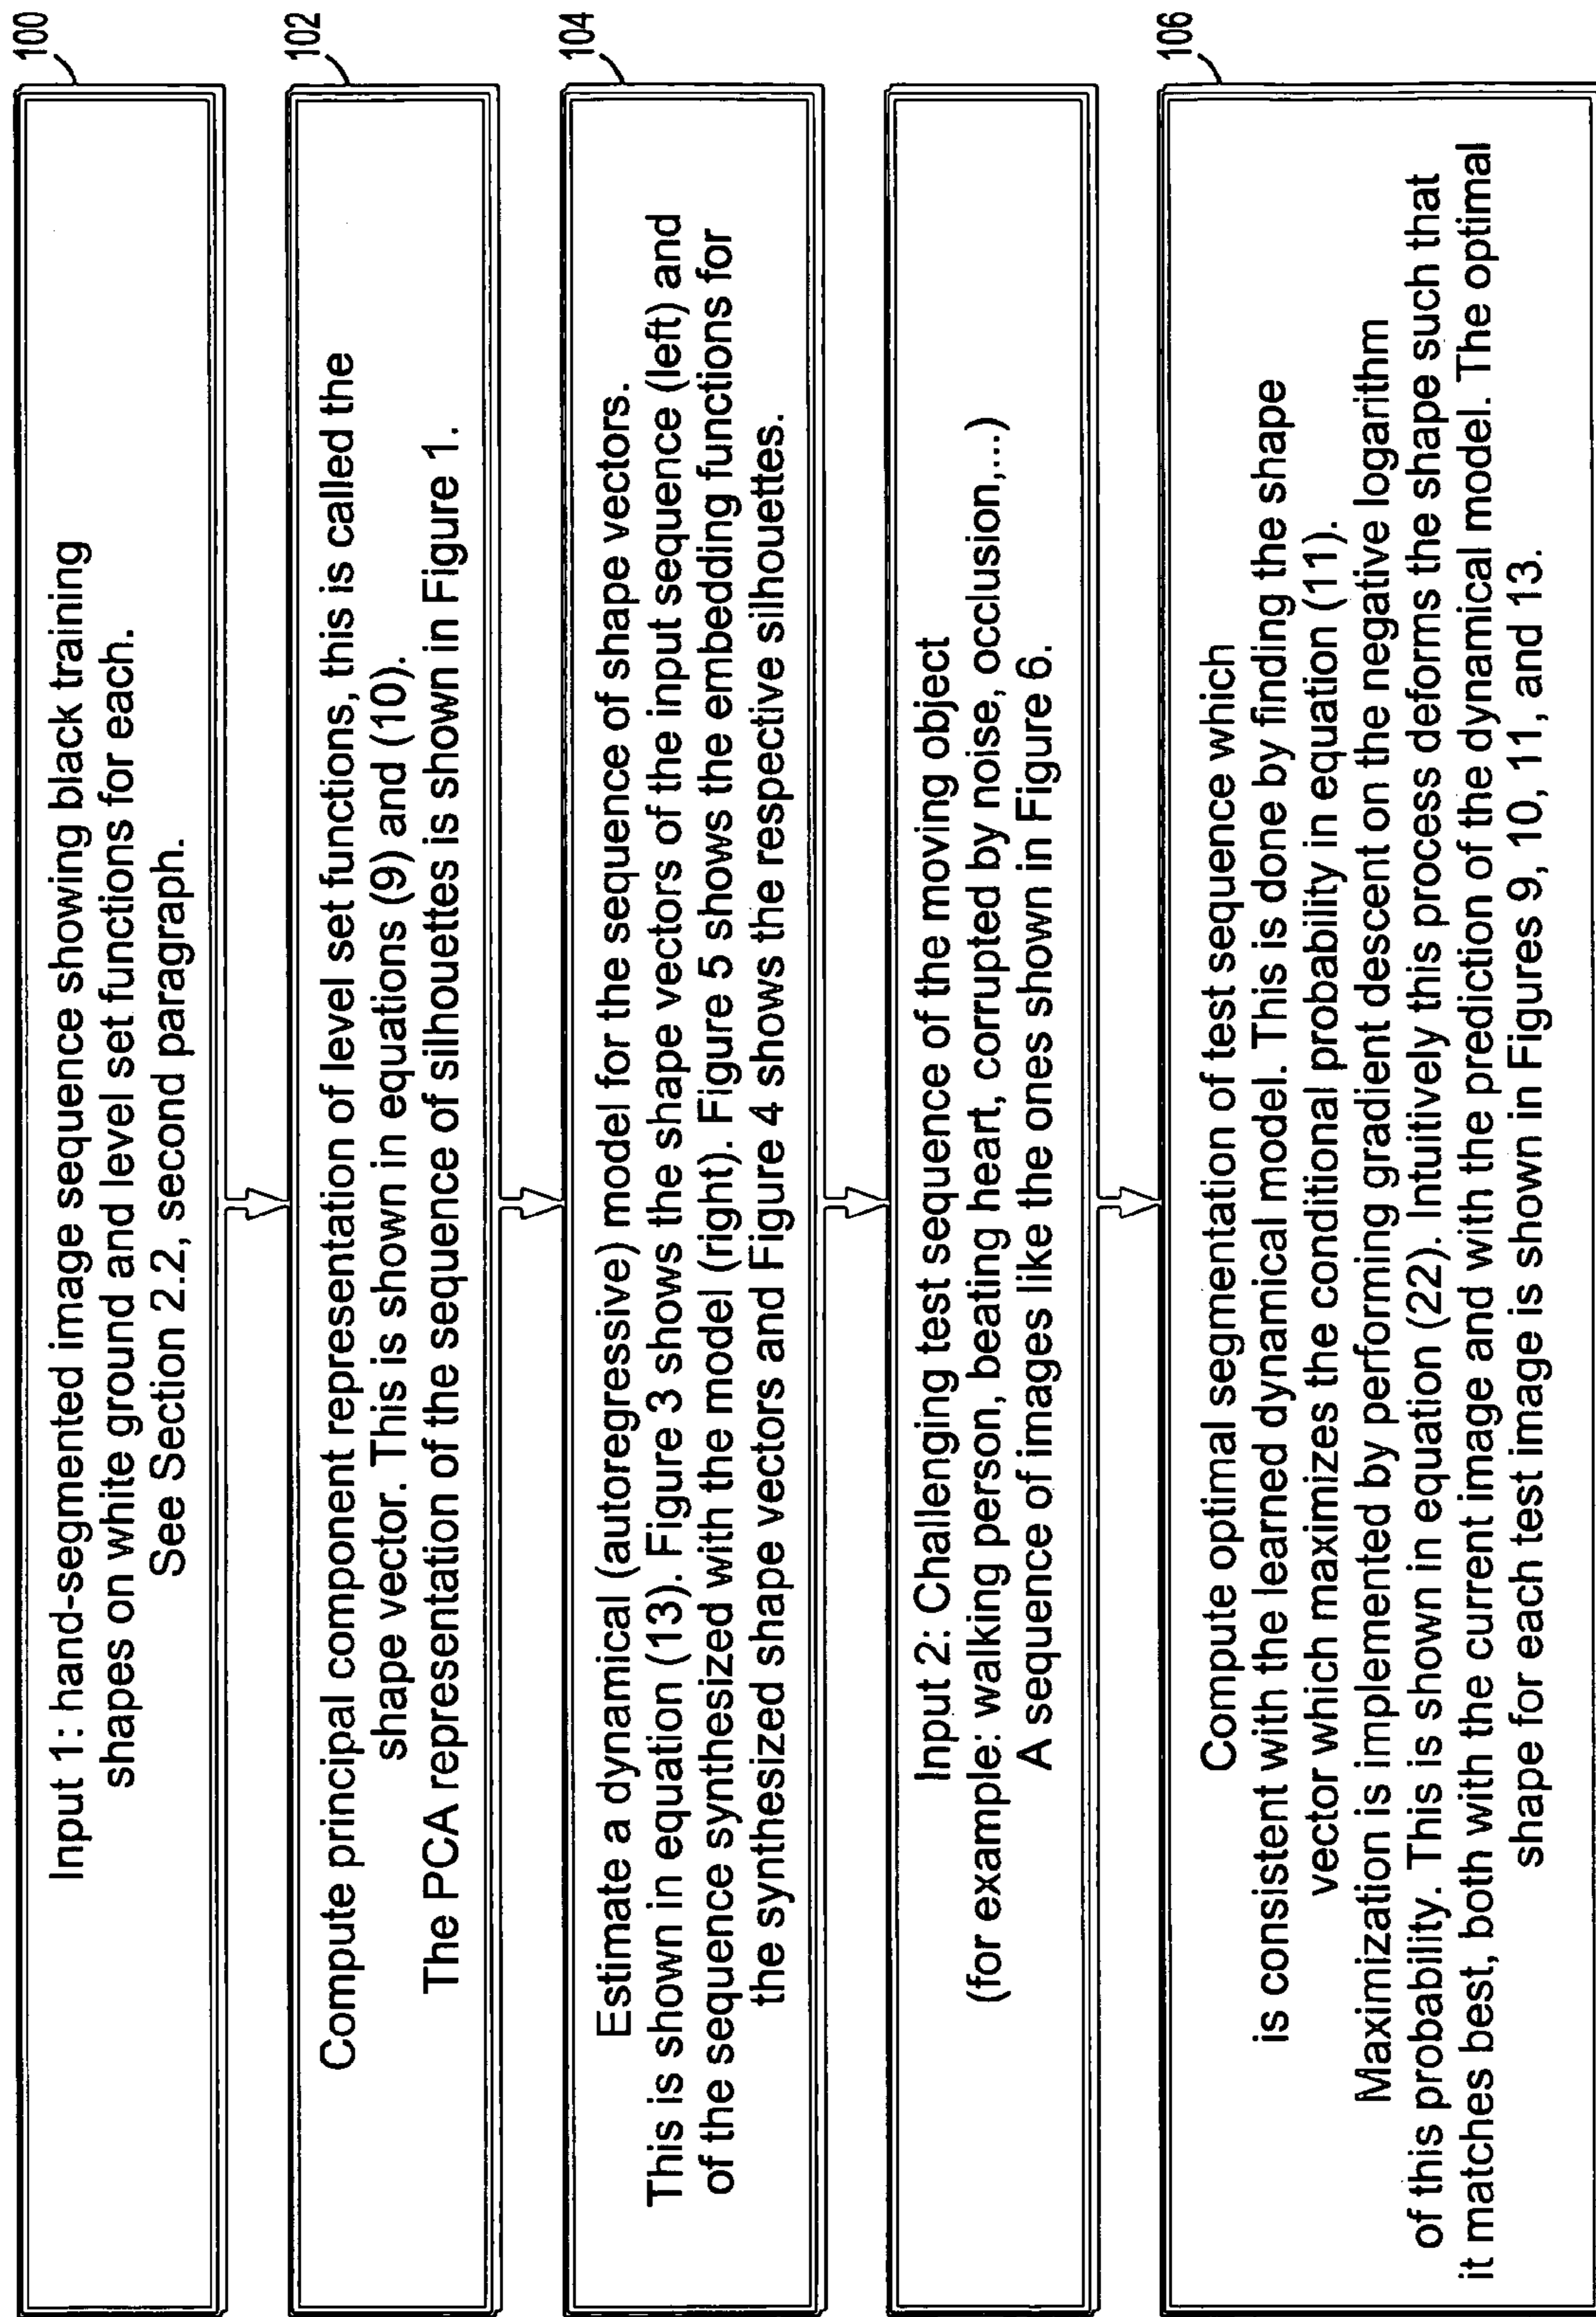 100
Input 1: hand-segmented image sequence showing black training
shapes on white ground and level set functions for each.
See Section 2.2, second paragraph.
102
Compute principal component representation of level set functions, this is called the
shape vector. This is shown in equations (9) and (10).
The PCA representation of the sequence of silhouettes is shown in Figure 1.
104
Estimate a dynamical (autoregressive) model for the sequence of shape vectors.
This is shown in equation (13). Figure 3 shows the shape vectors of the input sequence (left) and
of the sequence synthesized with the model (right). Figure 5 shows the embedding functions for
the synthesized shape vectors and Figure 4 shows the respective silhouettes.
Input 2: Challenging test sequence of the moving object
(for example: walking person, beating heart, corrupted by noise, occlusion,...)
A sequence of images like the ones shown in Figure 6.
106
Compute optimal segmentation of test sequence which
is consistent with the learned dynamical model. This is done by finding the shape
vector which maximizes the conditional probability in equation (11).
Maximization is implemented by performing gradient descent on the negative logarithm
of this probability. This is shown in equation (22). Intuitively this process deforms the shape such that
it matches best, both with the current image and with the prediction of the dynamical model. The optimal
shape for each test image is shown in Figures 9, 10, 11, and 13.